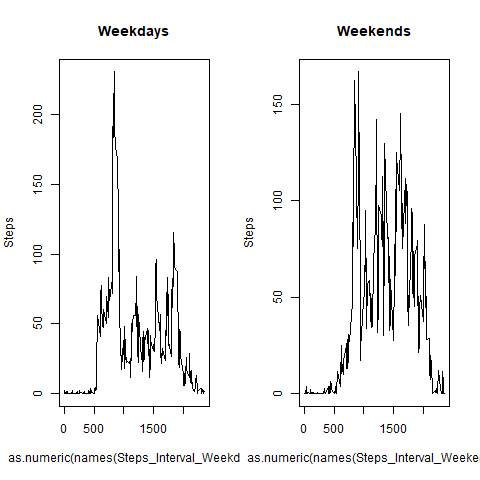 Weekdays
Steps
200
150
100
50
0
0 500 1500
as.numeric(names(Steps_Interval_Weekd
Weekends
Steps
150
100
50
0
0 500 1500
as.numeric(names(Steps_Interval_Weeken